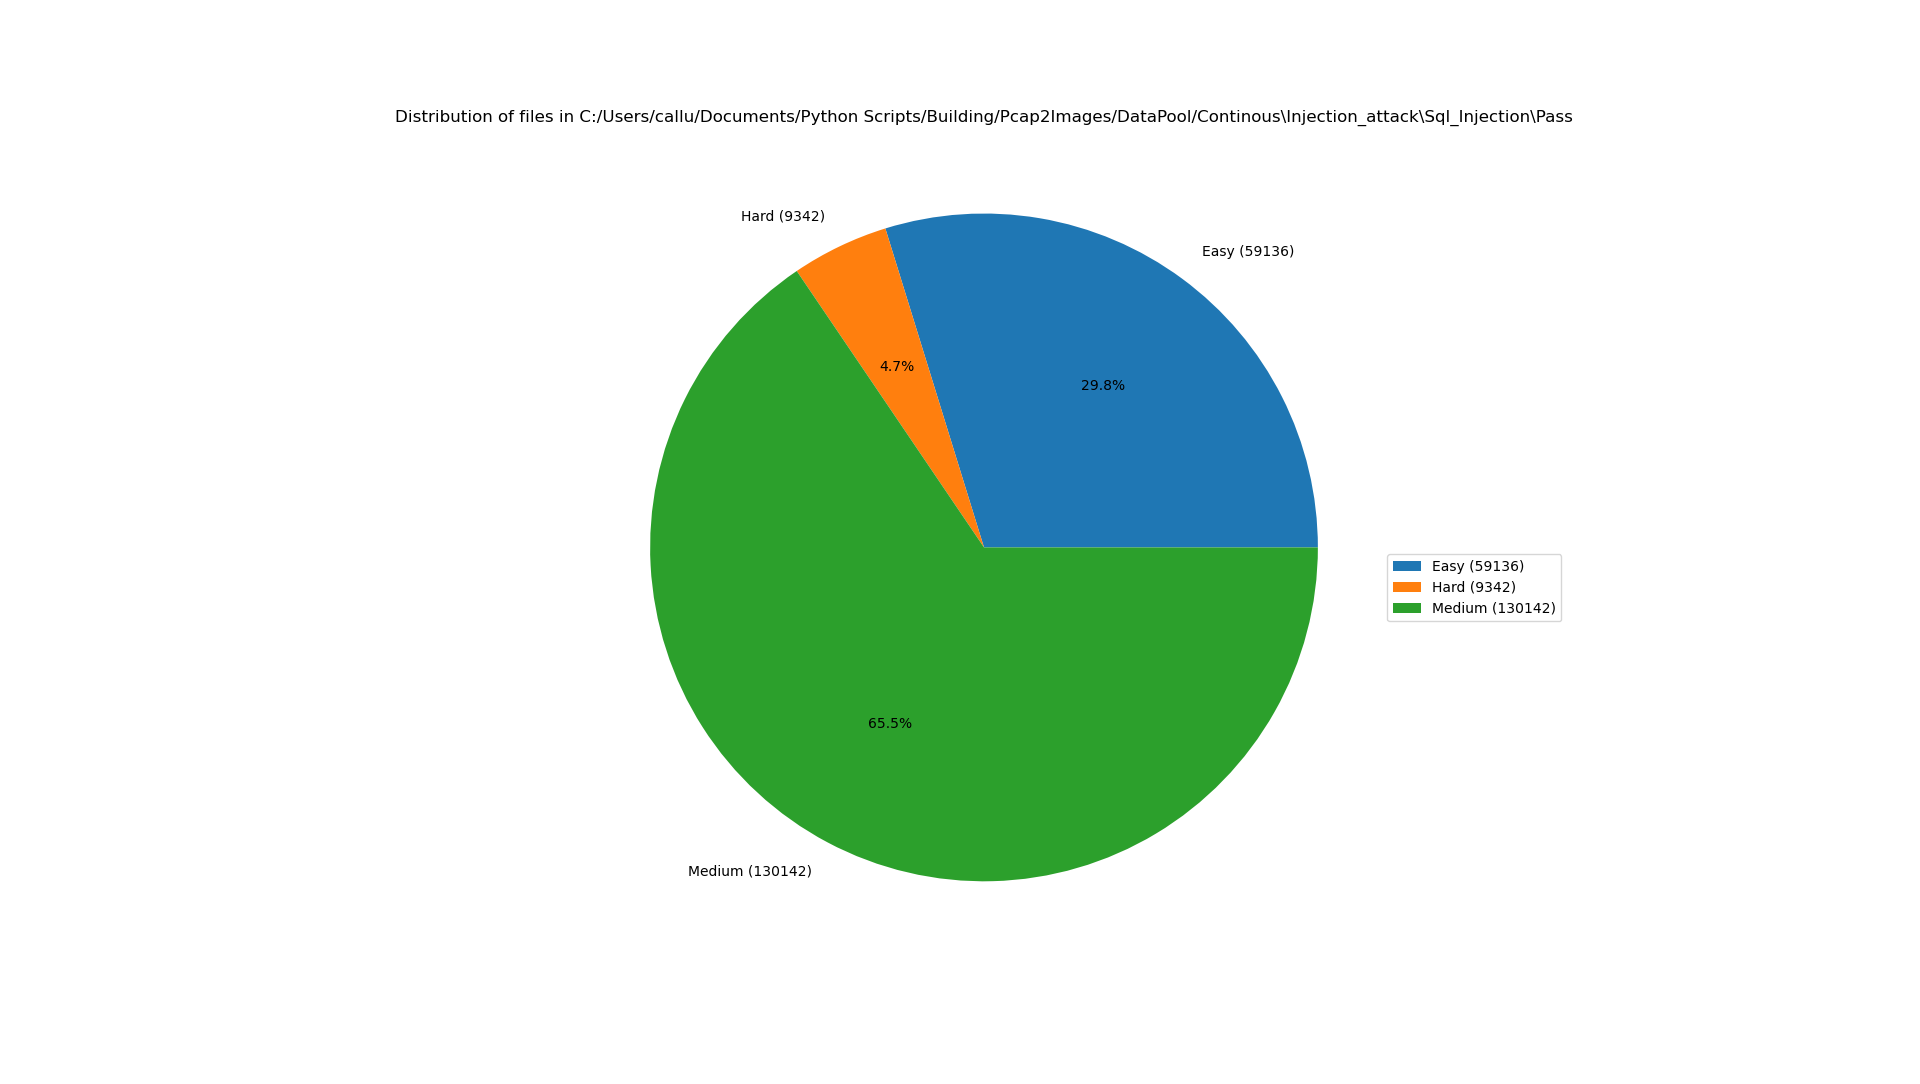 Distribution of files in C:/Users/callu/Documents/Python Scripts/Building/Pcap2Images/DataPool/Continous\Injection_attack\Sql_Injection\Pass
Hard (9342)
Easy (59136)
4.7%
29.8%
Easy (59136)
Hard (9342)
Medium (130142)
65.5%
Medium (130142)